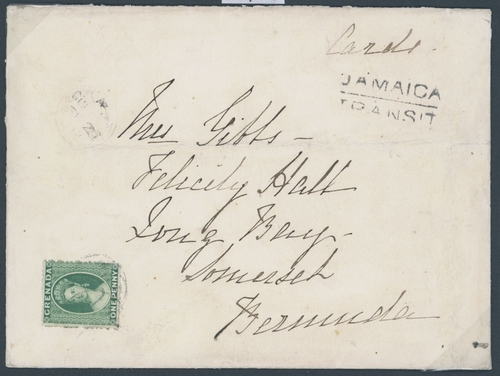 Cards.
JAMAICA
TRANSIT
Mrs Gibbs -
Felicity Hall
Long Bay -
Somerset
Bermuda
GRENADA
ONE PENNY